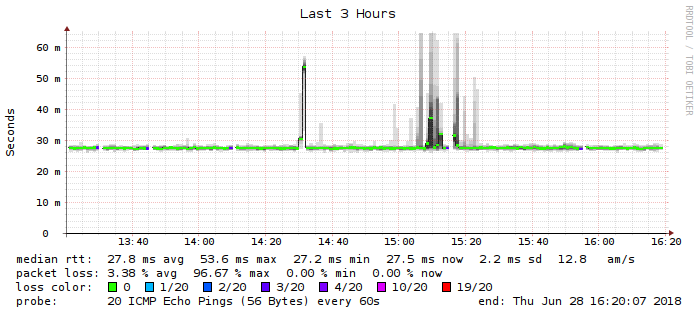 Last 3 Hours
RRDTOOL / TOBI OETIKER
Seconds
60 m
50 m
40 m
30 m
20 m
10 m
0
13:40 14:00 14:20 14:40 15:00 15:20 15:40 16:00 16:20
median rtt: 27.8 ms avg 53.6 ms max 27.2 ms min 27.5 ms now 2.2 ms sd 12.8 am/s
packet loss: 3.38 % avg 96.67 % max 0.00 % min 0.00 % now
loss color: 0 1/20 2/20 3/20 4/20 10/20 19/20
probe: 20 ICMP Echo Pings (56 Bytes) every 60s end: Thu Jun 28 16:20:07 2018